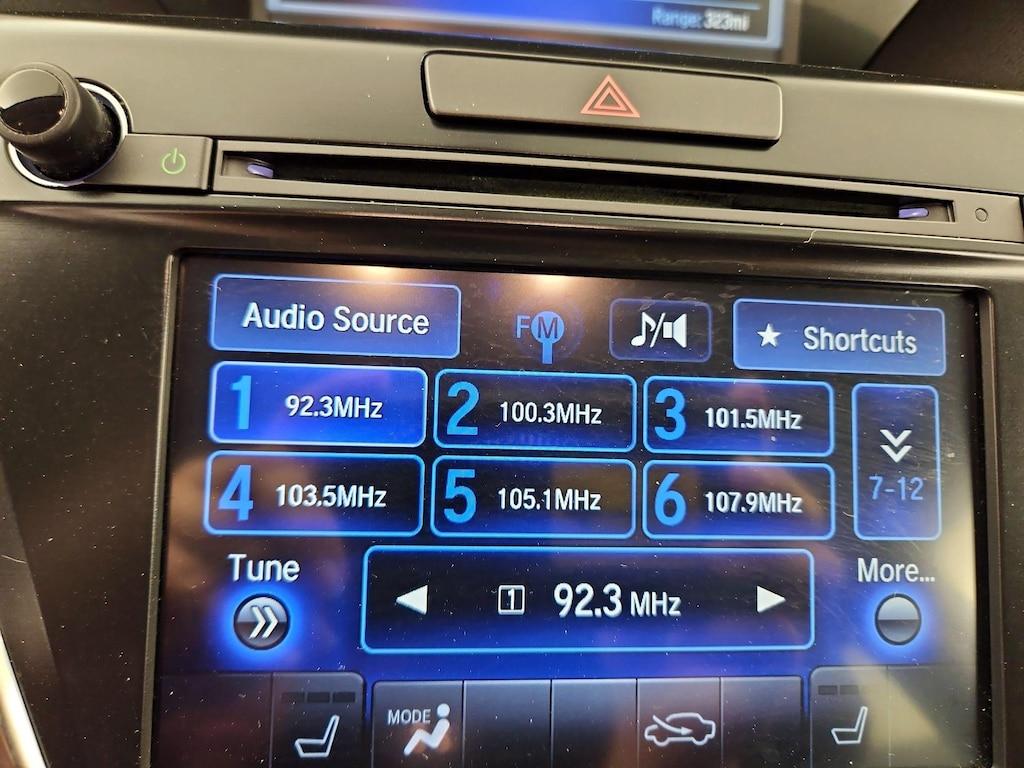 Range: 323mi
Audio Source
FM
Shortcuts
1 92.3MHz
2 100.3MHz
3 101.5MHz
4 103.5MHz
5 105.1MHz
6 107.9MHz
7-12
Tune
1 92.3 MHz
More...
MODE